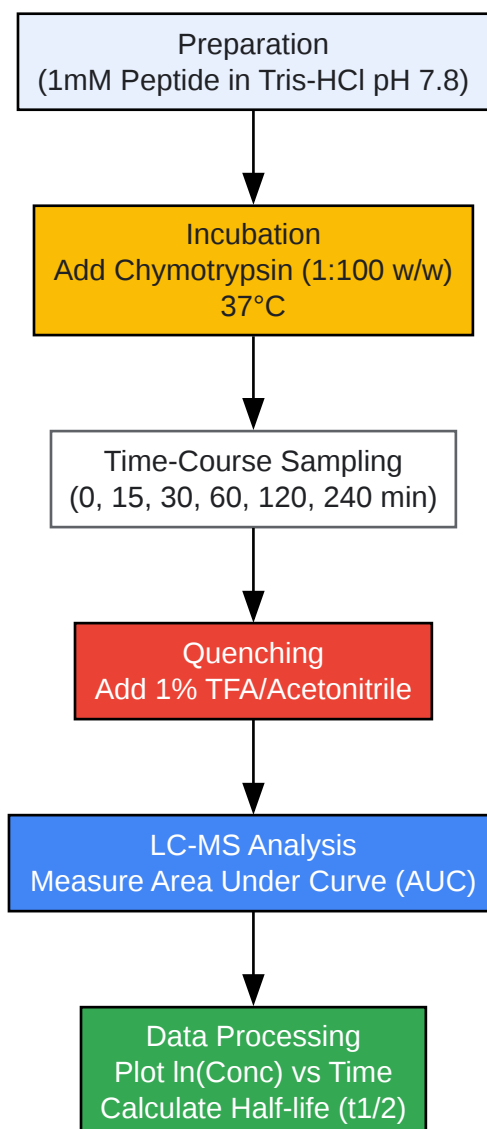 Preparation
(1mM Peptide in Tris-HCl pH 7.8)
Incubation
Add Chymotrypsin (1:100 w/w)
37°C
Time-Course Sampling
(0, 15, 30, 60, 120, 240 min)
Quenching
Add 1% TFA/Acetonitrile
LC-MS Analysis
Measure Area Under Curve (AUC)
Data Processing
Plot ln(Conc) vs Time
Calculate Half-life (t1/2)